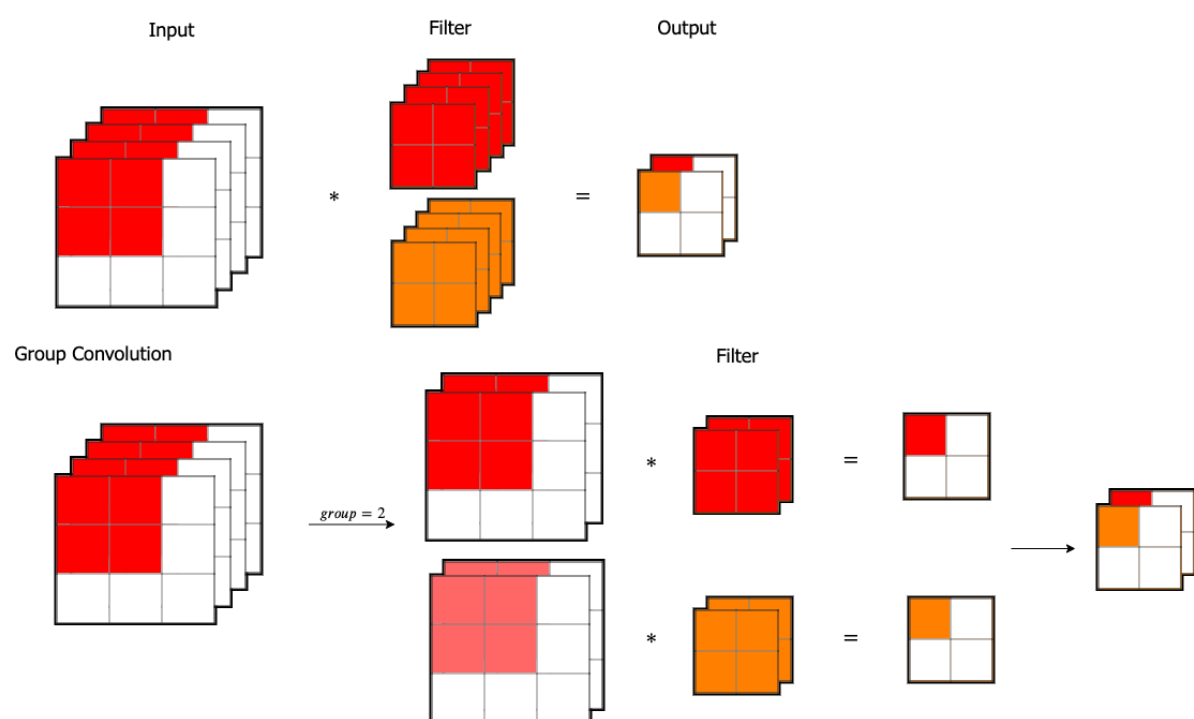 Input Filter Output
* =
Group Convolution Filter
* =
group = 2
* =